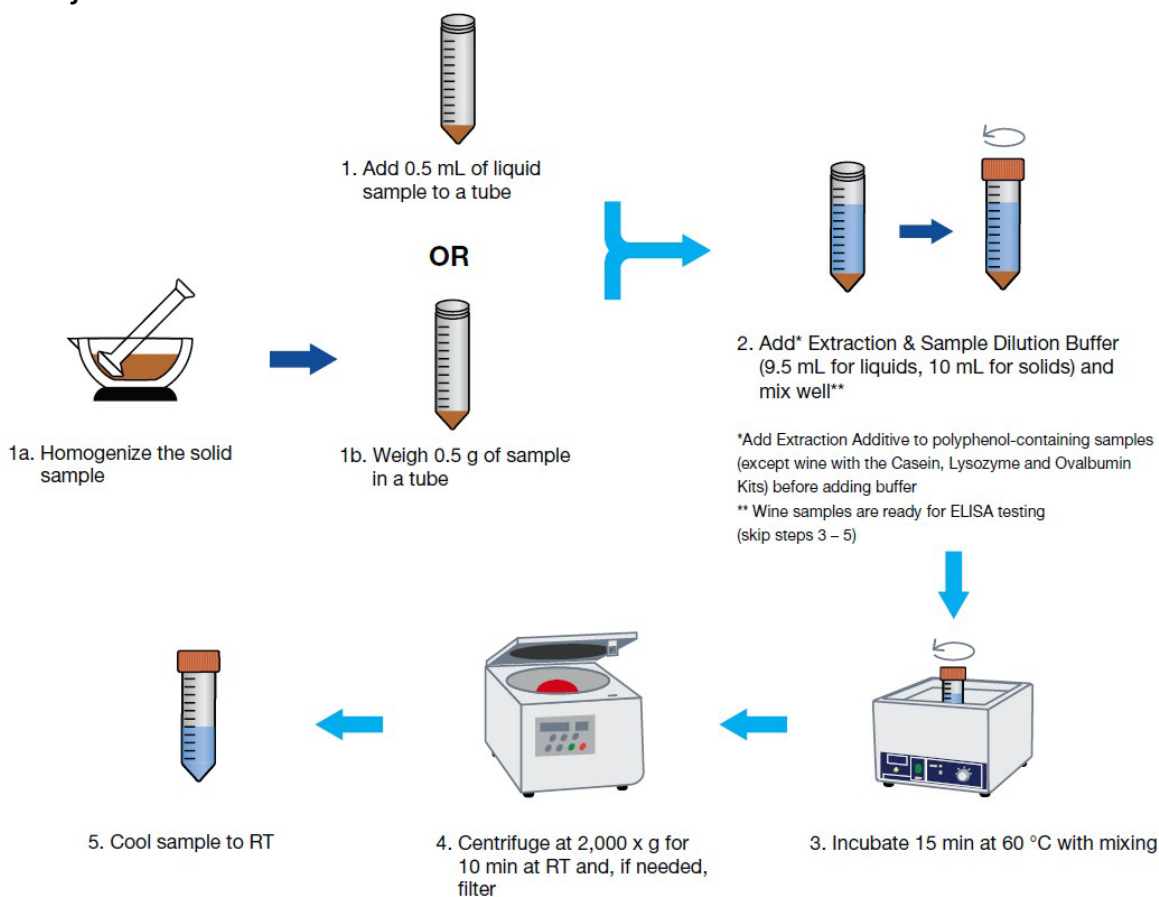 1. Add 0.5 mL of liquid
sample to a tube
OR
1a. Homogenize the solid
sample
1b. Weigh 0.5 g of sample
in a tube
2. Add* Extraction & Sample Dilution Buffer
(9.5 mL for liquids, 10 mL for solids) and
mix well**
*Add Extraction Additive to polyphenol-containing samples
(except wine with the Casein, Lysozyme and Ovalbumin
Kits) before adding buffer
** Wine samples are ready for ELISA testing
(skip steps 3 – 5)
3. Incubate 15 min at 60 °C with mixing
4. Centrifuge at 2,000 x g for
10 min at RT and, if needed,
filter
5. Cool sample to RT